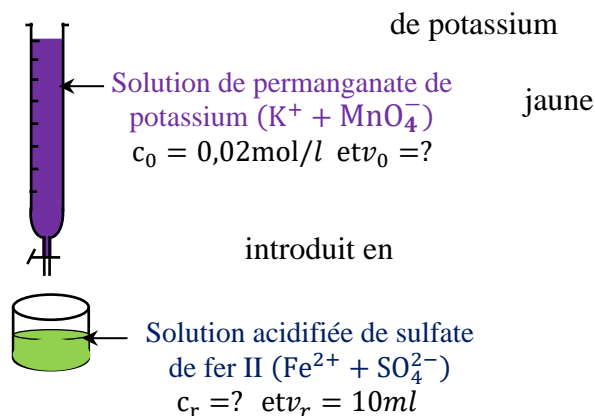 de potassium
Solution de permanganate de
potassium (K⁺ + MnO₄⁻)
jaune
c₀ = 0,02mol/l etv₀ =?
introduit en
Solution acidifiée de sulfate
de fer II (Fe²⁺ + SO₄²⁻)
cᵣ =? etvᵣ = 10ml